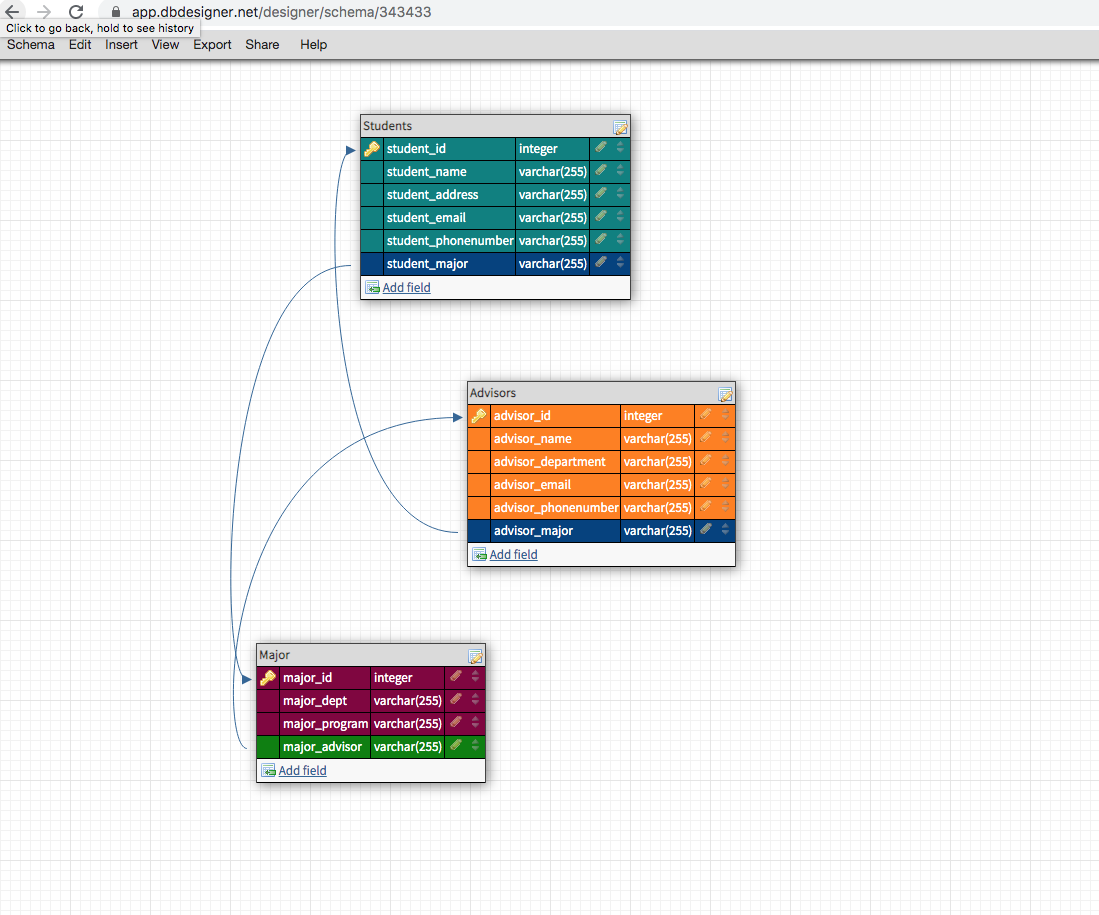 app.dbdesigner.net/designer/schema/343433
Click to go back, hold to see history
Schema Edit Insert View Export Share Help
Students
student_id integer
student_name varchar(255)
student_address varchar(255)
student_email varchar(255)
student_phonenumber varchar(255)
student_major varchar(255)
Add field
Advisors
advisor_id integer
advisor_name varchar(255)
advisor_department varchar(255)
advisor_email varchar(255)
advisor_phonenumber varchar(255)
advisor_major varchar(255)
Add field
Major
major_id integer
major_dept varchar(255)
major_program varchar(255)
major_advisor varchar(255)
Add field